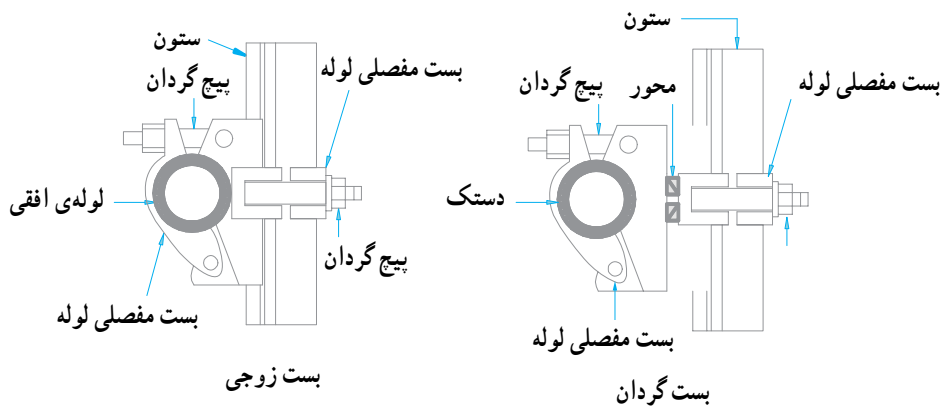 ستون
بست مفصلی لوله
محور
پیچ گردان
دستک
بست مفصلی لوله
بست گردان
ستون
بست مفصلی لوله
پیچ گردان
لوله‌ی افقی
پیچ گردان
بست مفصلی لوله
بست زوجی